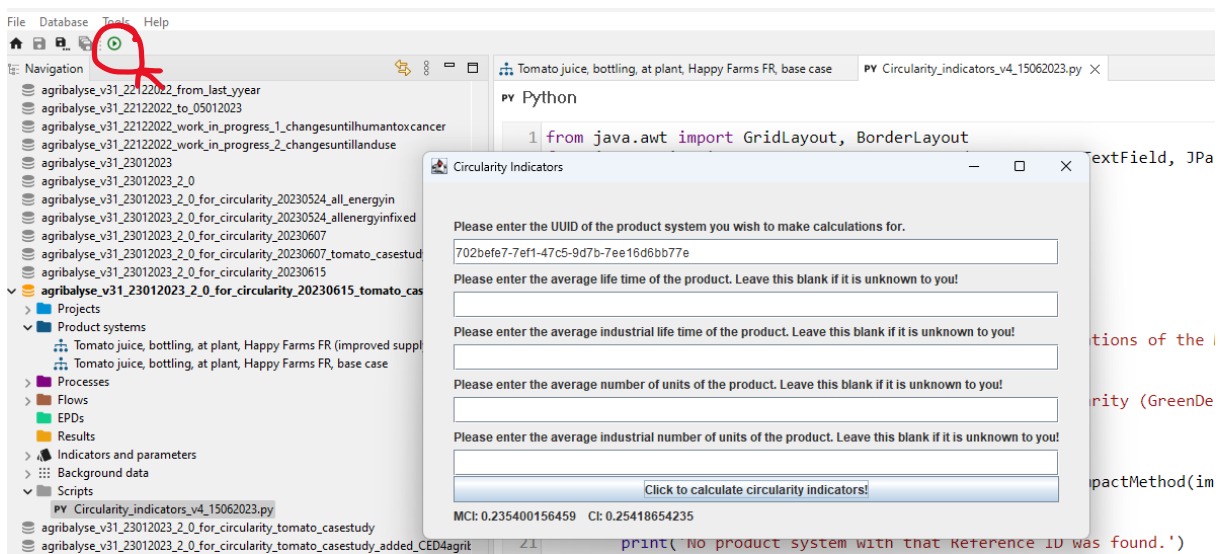 File Database Tools Help
Navigation
agribalyse_v31_22122022_from_last_yyear
agribalyse_v31_22122022_to_05012023
agribalyse_v31_22122022_work_in_progress_1_changesuntilhumantoxcancer
agribalyse_v31_22122022_work_in_progress_2_changesuntillanduse
agribalyse_v31_23012023
agribalyse_v31_23012023_2_0
agribalyse_v31_23012023_2_0_for_circularity_20230524_all_energyin
agribalyse_v31_23012023_2_0_for_circularity_20230524_allenergyinfixed
agribalyse_v31_23012023_2_0_for_circularity_20230607
agribalyse_v31_23012023_2_0_for_circularity_20230607_tomato_casestud
agribalyse_v31_23012023_2_0_for_circularity_20230615
agribalyse_v31_23012023_2_0_for_circularity_20230615_tomato_cas
Projects
Product systems
Tomato juice, bottling, at plant, Happy Farms FR (improved suppl
Tomato juice, bottling, at plant, Happy Farms FR, base case
Processes
Flows
EPDs
Results
Indicators and parameters
Background data
Scripts
PY Circularity_indicators_v4_15062023.py
agribalyse_v31_23012023_2_0_for_circularity_tomato_casestudy
agribalyse_v31_23012023_2_0_for_circularity_tomato_casestudy_added_CED4agrit
Tomato juice, bottling, at plant, Happy Farms FR, base case
PY Circularity_indicators_v4_15062023.py
PY Python
1 from java.awt import GridLayout, BorderLayout
extField, JPa
tions of the
rity (GreenDe
pactMethod(im
21 print('No product system with that Reference ID was found.')
Circularity Indicators
Please enter the UUID of the product system you wish to make calculations for.
702befe7-7ef1-47c5-9d7b-7ee16d6bb77e
Please enter the average life time of the product. Leave this blank if it is unknown to you!
Please enter the average industrial life time of the product. Leave this blank if it is unknown to you!
Please enter the average number of units of the product. Leave this blank if it is unknown to you!
Please enter the average industrial number of units of the product. Leave this blank if it is unknown to you!
Click to calculate circularity indicators!
MCI: 0.235400156459 CI: 0.25418654235